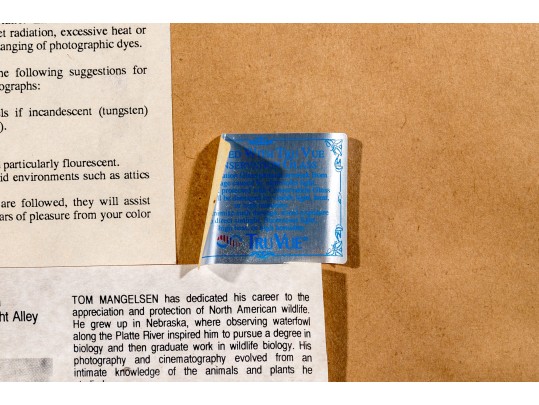 et radiation, excessive heat or
anging of photographic dyes.
he following suggestions for
ographs:
ls if incandescent (tungsten)
).
particularly flourescent.
id environments such as attics
are followed, they will assist
ars of pleasure from your color
TRUVUE
ht Alley
TOM MANGELSEN has dedicated his career to the
appreciation and protection of North American wildlife.
He grew up in Nebraska, where observing waterfowl
along the Platte River inspired him to pursue a degree in
biology and then graduate work in wildlife biology. His
photography and cinematography evolved from an
intimate knowledge of the animals and plants he